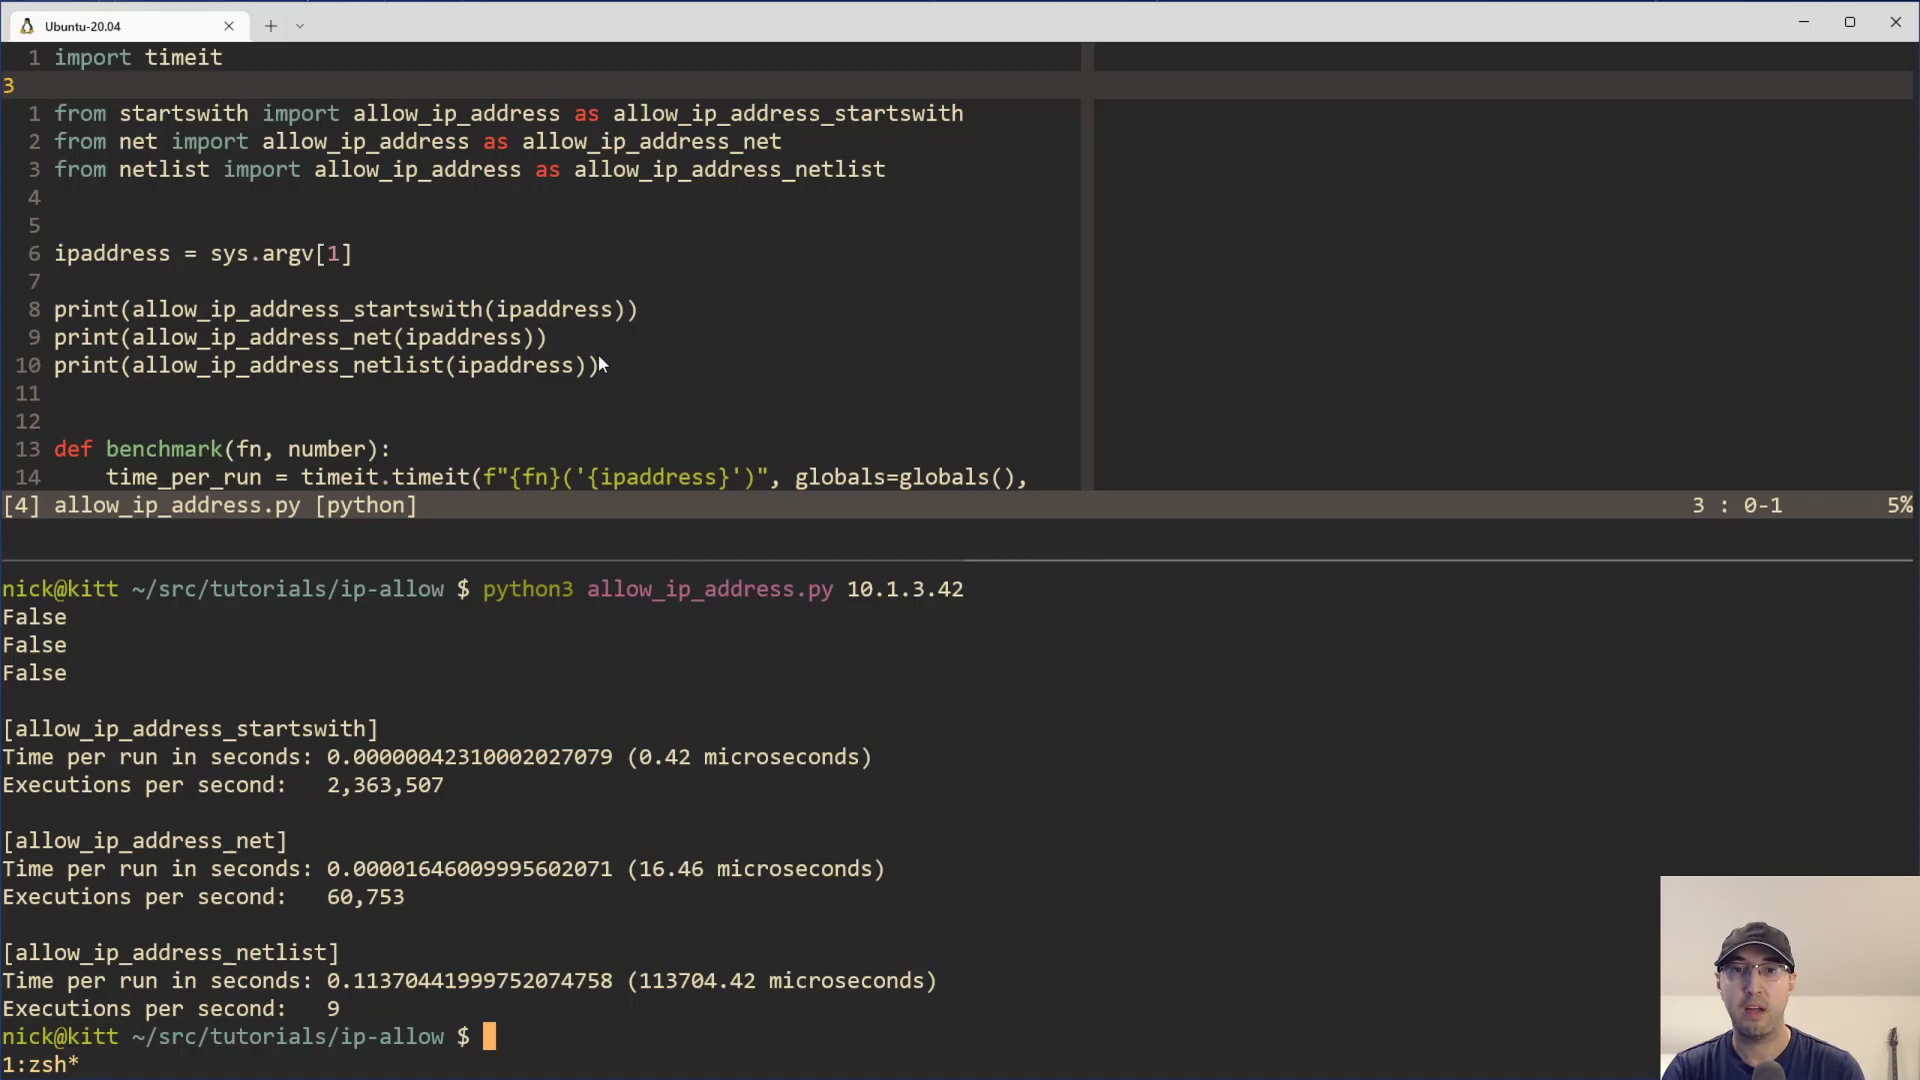 Ubuntu-20.04
1 import timeit
3
1 from startswith import allow_ip_address as allow_ip_address_startswith
2 from net import allow_ip_address as allow_ip_address_net
3 from netlist import allow_ip_address as allow_ip_address_netlist
4
5
6 ipaddress = sys.argv[1]
7
8 print(allow_ip_address_startswith(ipaddress))
9 print(allow_ip_address_net(ipaddress))
10 print(allow_ip_address_netlist(ipaddress))
11
12
13 def benchmark(fn, number):
14     time_per_run = timeit.timeit(f"{fn}('{ipaddress}')", globals=globals(),
[4] allow_ip_address.py [python] 3 : 0-1 5%
nick@kitt ~/src/tutorials/ip-allow $ python3 allow_ip_address.py 10.1.3.42
False
False
False
[allow_ip_address_startswith]
Time per run in seconds: 0.00000042310002027079 (0.42 microseconds)
Executions per second: 2,363,507
[allow_ip_address_net]
Time per run in seconds: 0.00001646009995602071 (16.46 microseconds)
Executions per second: 60,753
[allow_ip_address_netlist]
Time per run in seconds: 0.11370441999752074758 (113704.42 microseconds)
Executions per second: 9
nick@kitt ~/src/tutorials/ip-allow $
1:zsh*